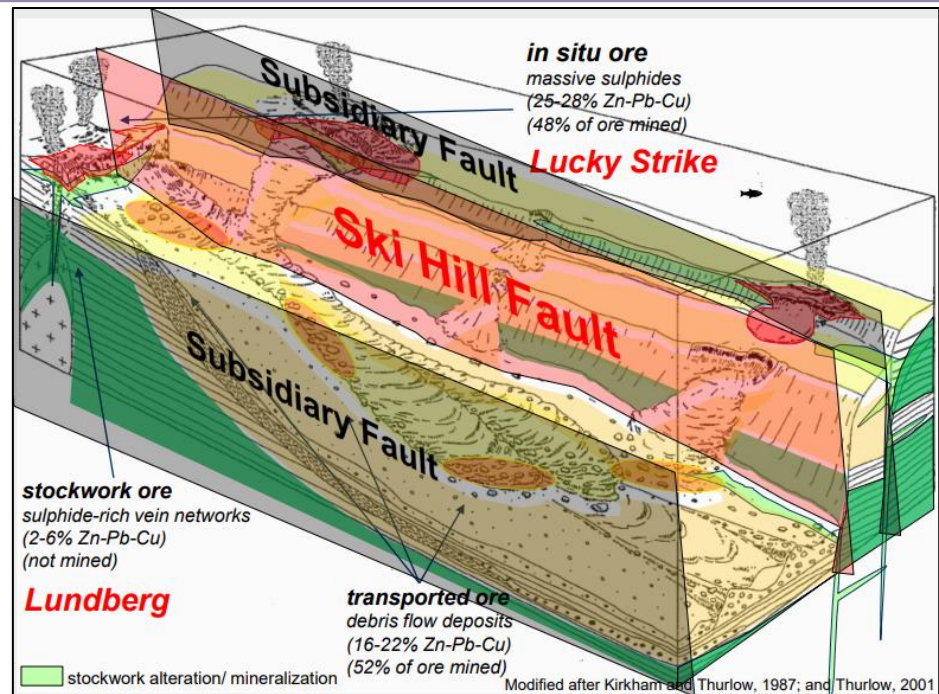 in situ ore
massive sulphides
(25-28% Zn-Pb-Cu)
(48% of ore mined)
Lucky Strike
Subsidiary Fault
Ski Hill Fault
Subsidiary Fault
stockwork ore
sulphide-rich vein networks
(2-6% Zn-Pb-Cu)
(not mined)
Lundberg
transported ore
debris flow deposits
(16-22% Zn-Pb-Cu)
(52% of ore mined)
stockwork alteration/ mineralization
Modified after Kirkham and Thurlow, 1987; and Thurlow, 2001